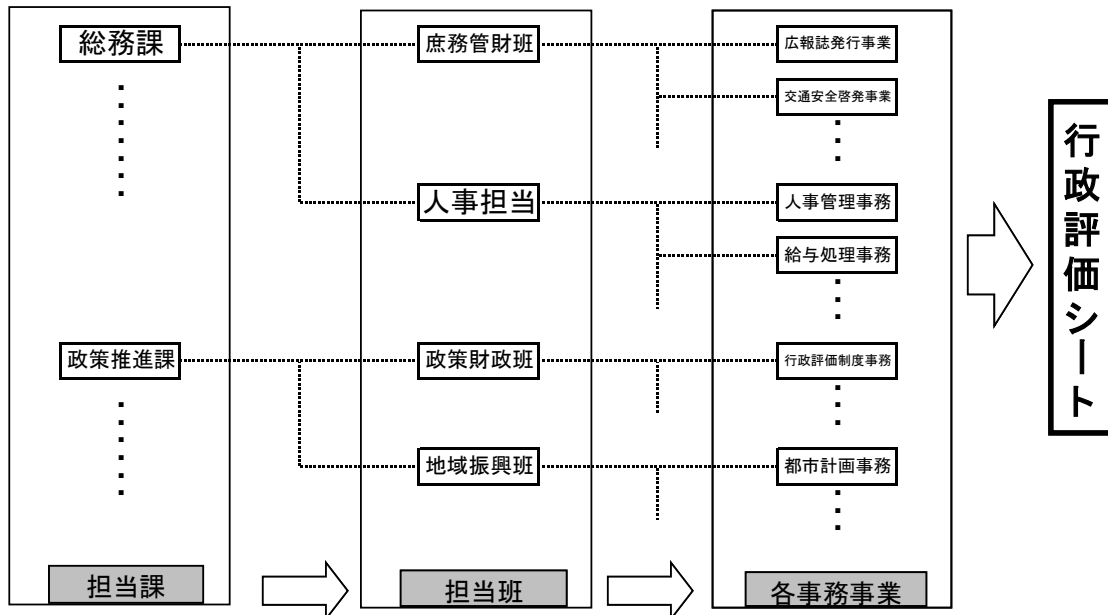 総務課
庶務管財班
広報誌発行事業
交通安全啓発事業
人事担当
人事管理事務
給与処理事務
政策推進課
政策財政班
行政評価制度事務
地域振興班
都市計画事務
担当課
担当班
各事務事業
行政評価シート